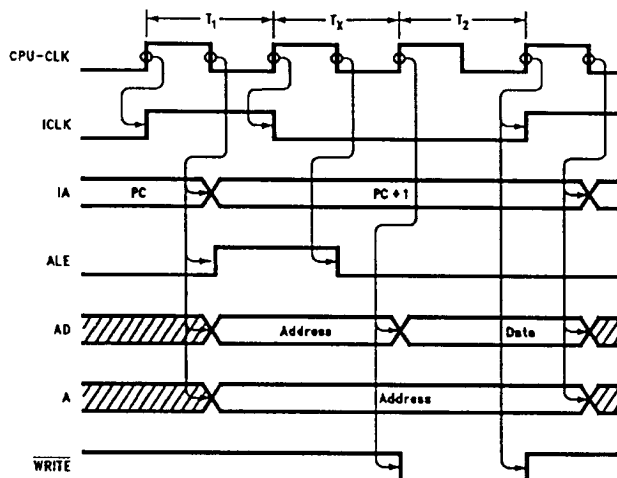 T1 TX T2
CPU-CLK
ICLK
IA PC PC + 1
ALE
AD Address Data
A Address
WRITE